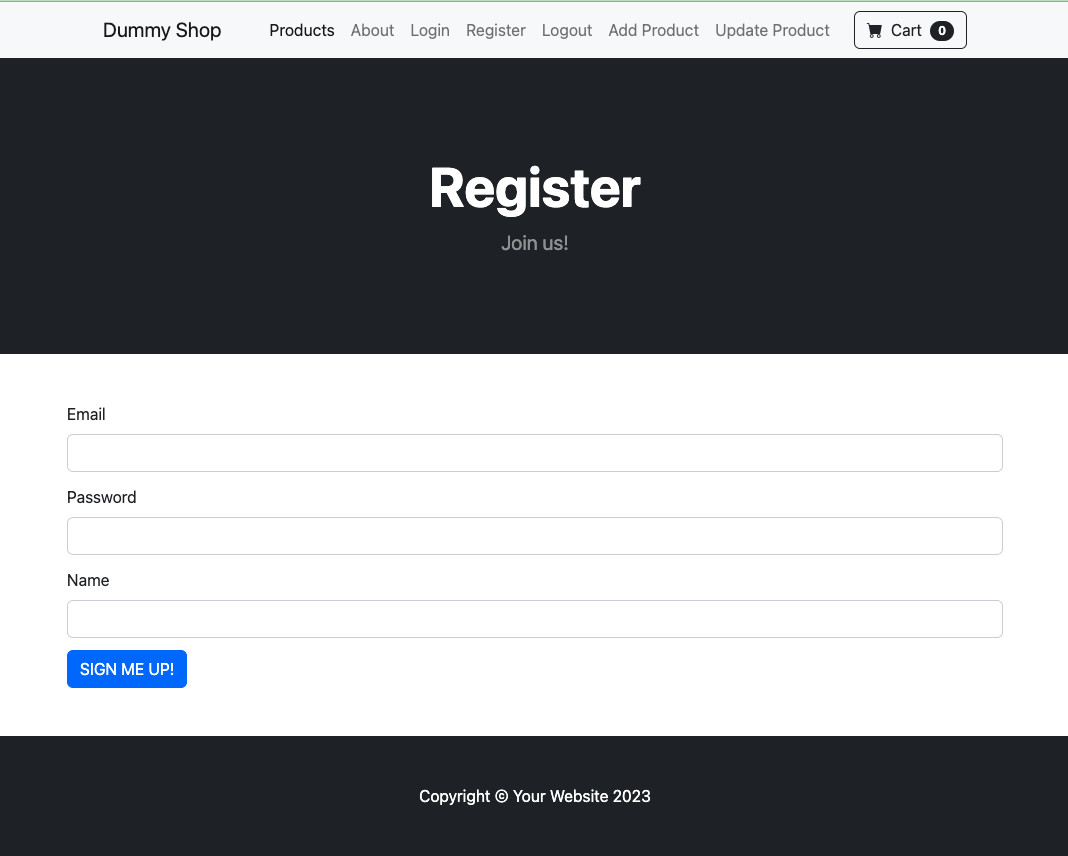 Dummy Shop Products About Login Register Logout Add Product Update Product Cart 0
Register
Join us!
Email
Password
Name
SIGN ME UP!
Copyright © Your Website 2023